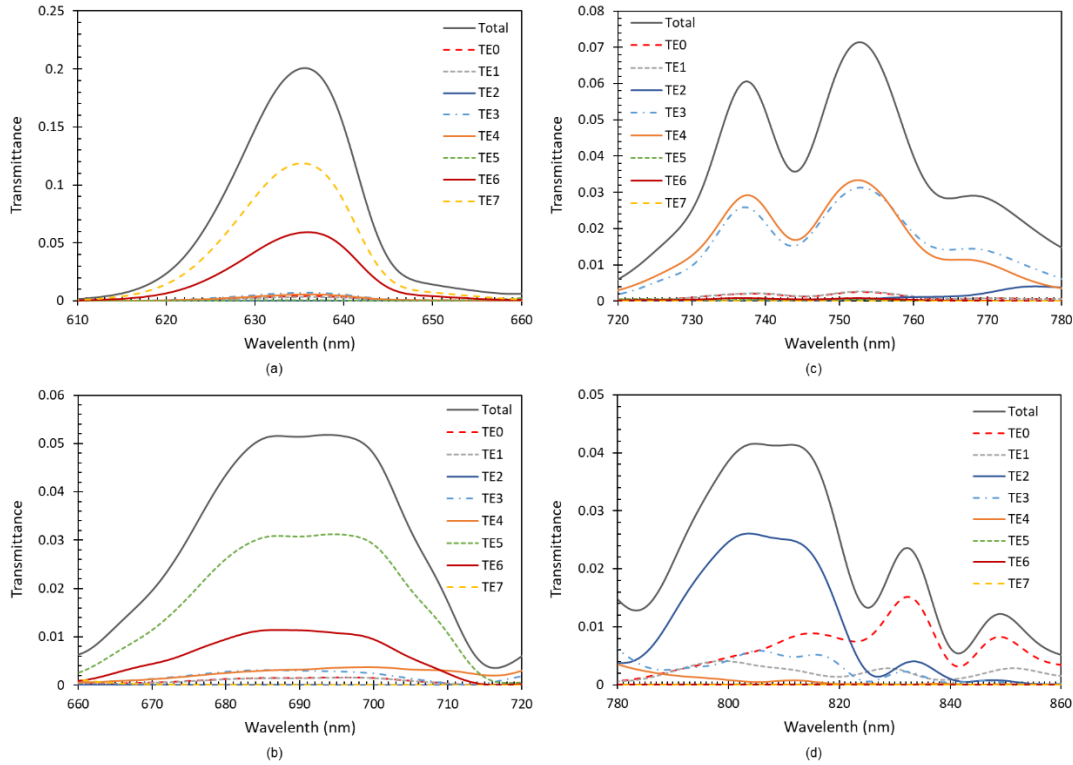 0.25
0.2
0.15
0.1
0.05
0
Transmittance
610 620 630 640 650 660
Wavelenth (nm)
Total
TE0
TE1
TE2
TE3
TE4
TE5
TE6
TE7
(a)
0.08
0.07
0.06
0.05
0.04
0.03
0.02
0.01
0
Transmittance
720 730 740 750 760 770 780
Wavelenth (nm)
Total
TE0
TE1
TE2
TE3
TE4
TE5
TE6
TE7
(c)
0.06
0.05
0.04
0.03
0.02
0.01
0
Transmittance
660 670 680 690 700 710 720
Wavelenth (nm)
Total
TE0
TE1
TE2
TE3
TE4
TE5
TE6
TE7
(b)
0.05
0.04
0.03
0.02
0.01
0
Transmittance
780 800 820 840 860
Wavelenth (nm)
Total
TE0
TE1
TE2
TE3
TE4
TE5
TE6
TE7
(d)